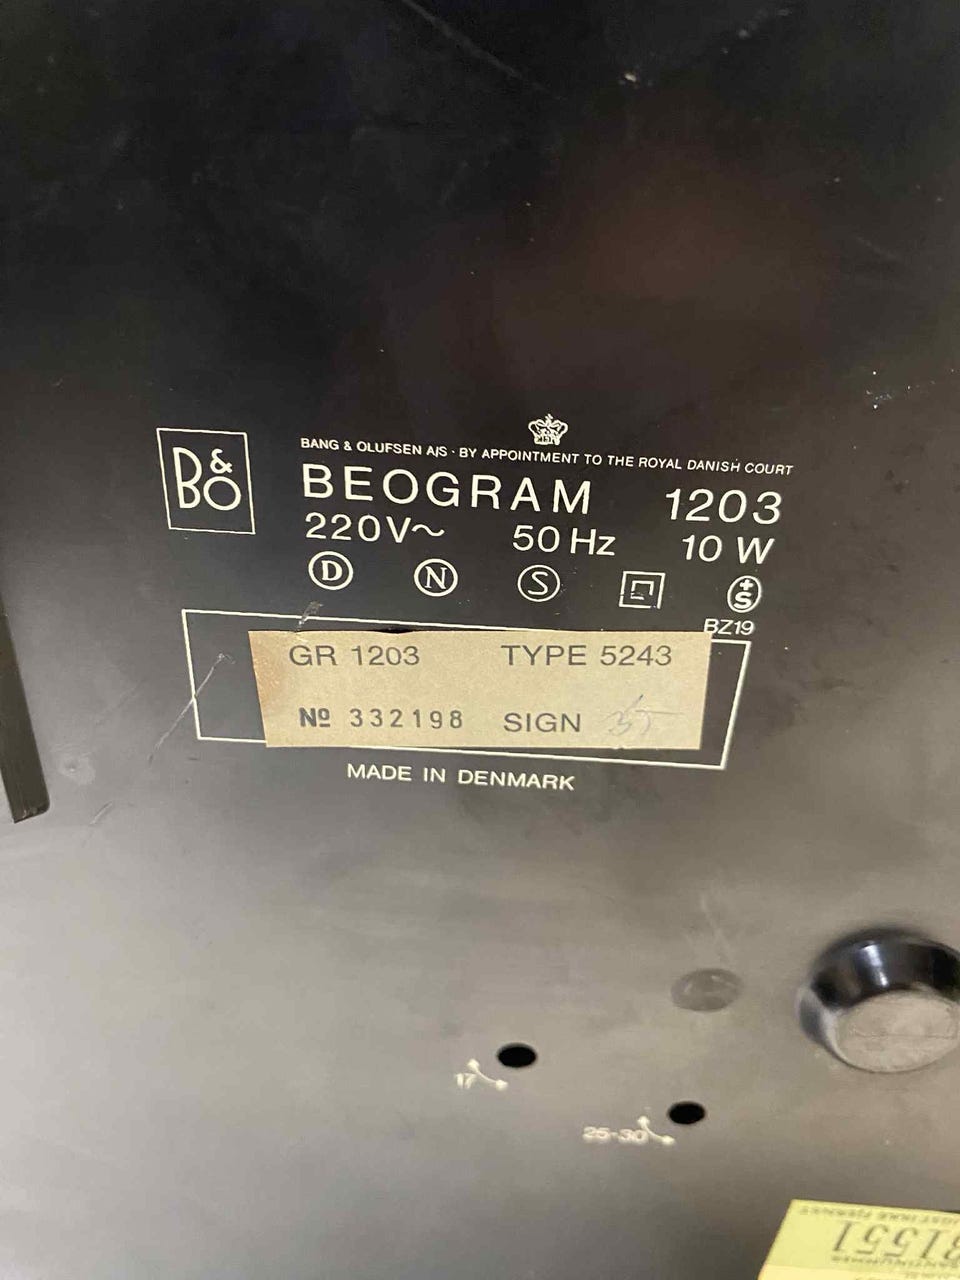 B&O
BANG & OLUFSEN A/S · BY APPOINTMENT TO THE ROYAL DANISH COURT
BEOGRAM 1203
220V~ 50 Hz 10 W
D N S +S
BZ19
GR 1203 TYPE 5243
Nº 332198 SIGN
MADE IN DENMARK
17
25-30
31551